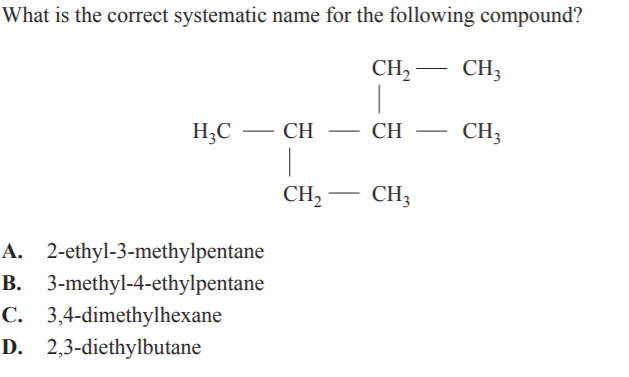 What is the correct systematic name for the following compound?
CH₂ — CH₃
|
H₃C — CH — CH — CH₃
|
CH₂ — CH₃
A. 2-ethyl-3-methylpentane
B. 3-methyl-4-ethylpentane
C. 3,4-dimethylhexane
D. 2,3-diethylbutane